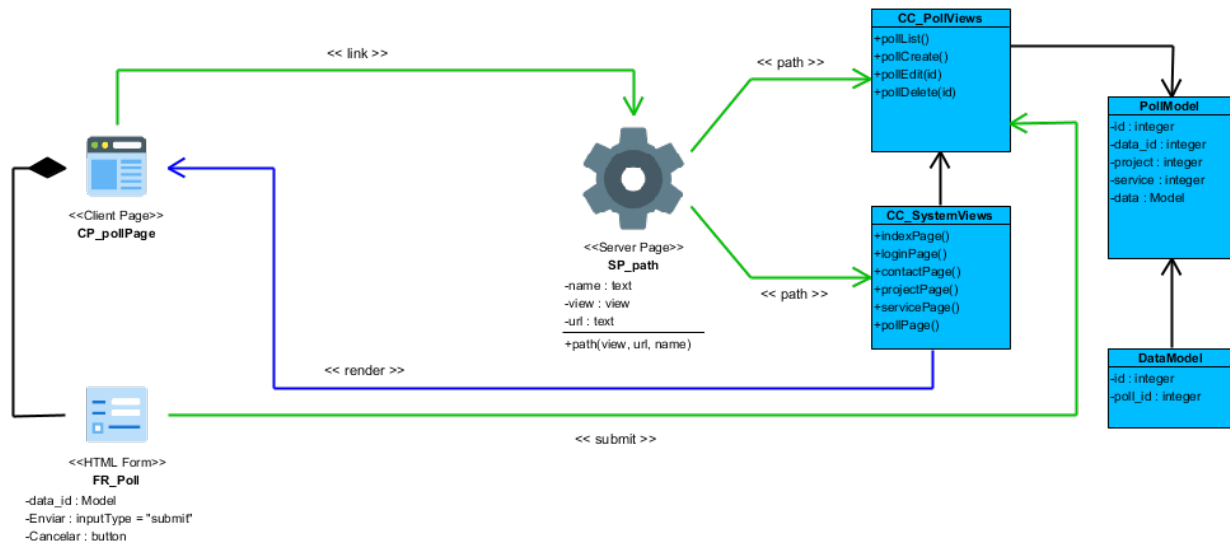 << link >>
<<Client Page>>
CP_pollPage
<<HTML Form>>
FR_Poll
-data_id : Model
-Enviar : inputType = "submit"
-Cancelar : button
<< render >>
<< submit >>
<<Server Page>>
SP_path
-name : text
-view : view
-url : text
+path(view, url, name)
<< path >>
<< path >>
CC_PollViews
+pollList()
+pollCreate()
+pollEdit(id)
+pollDelete(id)
CC_SystemViews
+indexPage()
+loginPage()
+contactPage()
+projectPage()
+servicePage()
+pollPage()
PollModel
-id : integer
-data_id : integer
-project : integer
-service : integer
-data : Model
DataModel
-id : integer
-poll_id : integer